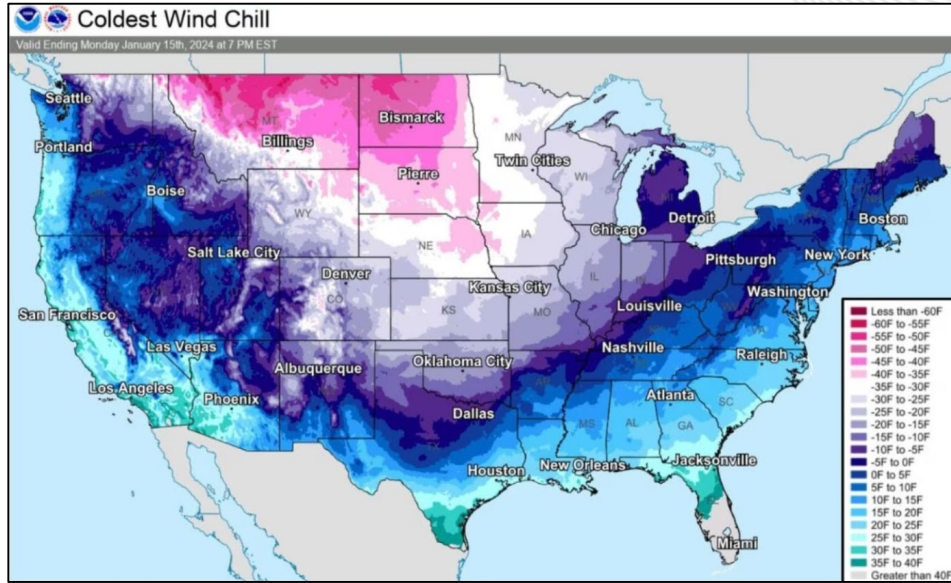 Coldest Wind Chill
Valid Ending Monday January 15th, 2024 at 7 PM EST
Seattle
Portland
MT
Billings
Bismarck
MN
Twin Cities
Pierre
WI
Boise
WY
IA
Chicago
Detroit
Boston
Salt Lake City
NE
Pittsburgh
New York
Denver
CO
IL
Washington
KS
Kansas City
MO
Louisville
San Francisco
Las Vegas
Nashville
Raleigh
Albuquerque
Oklahoma City
AR
Los Angeles
Phoenix
Dallas
Atlanta
SC
MS
AL
GA
Houston
New Orleans
Jacksonville
Miami
Less than -60F
-60F to -55F
-55F to -50F
-50F to -45F
-45F to -40F
-40F to -35F
-35F to -30F
-30F to -25F
-25F to -20F
-20F to -15F
-15F to -10F
-10F to -5F
-5F to 0F
0F to 5F
5F to 10F
10F to 15F
15F to 20F
20F to 25F
25F to 30F
30F to 35F
35F to 40F
Greater than 40F